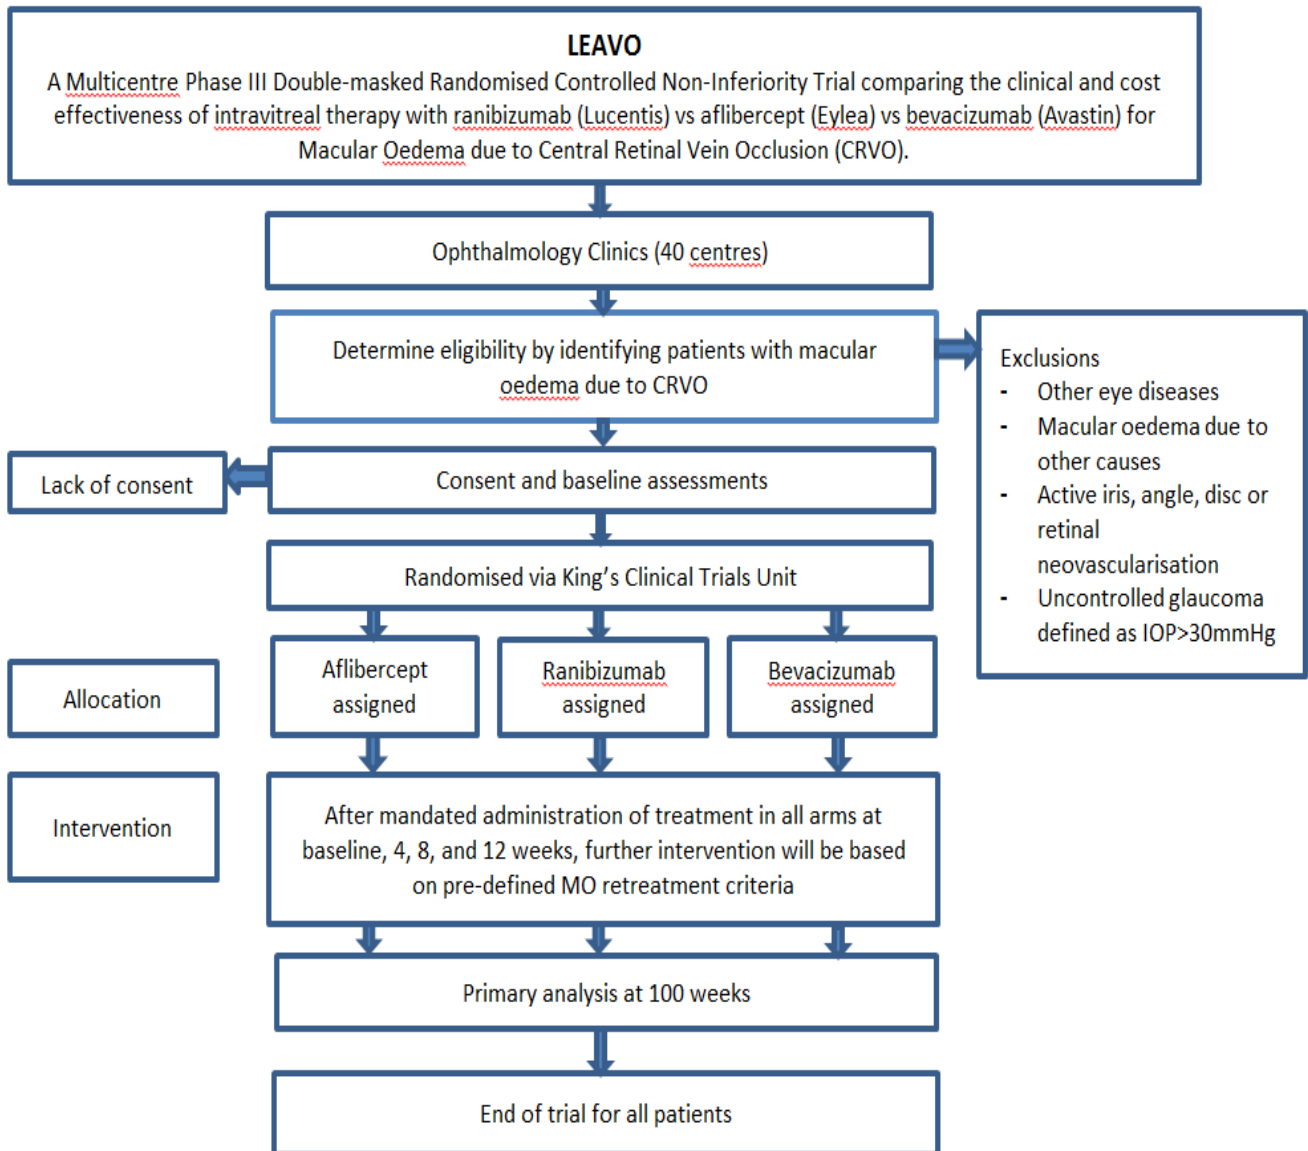 LEAVO
A Multicentre Phase III Double-masked Randomised Controlled Non-Inferiority Trial comparing the clinical and cost
effectiveness of intravitreal therapy with ranibizumab (Lucentis) vs aflibercept (Eylea) vs bevacizumab (Avastin) for
Macular Oedema due to Central Retinal Vein Occlusion (CRVO).
Ophthalmology Clinics (40 centres)
Determine eligibility by identifying patients with macular
oedema due to CRVO
Exclusions
- Other eye diseases
- Macular oedema due to
other causes
- Active iris, angle, disc or
retinal
neovascularisation
- Uncontrolled glaucoma
defined as IOP>30mmHg
Lack of consent
Consent and baseline assessments
Randomised via King's Clinical Trials Unit
Allocation
Aflibercept
assigned
Ranibizumab
assigned
Bevacizumab
assigned
Intervention
After mandated administration of treatment in all arms at
baseline, 4, 8, and 12 weeks, further intervention will be based
on pre-defined MO retreatment criteria
Primary analysis at 100 weeks
End of trial for all patients